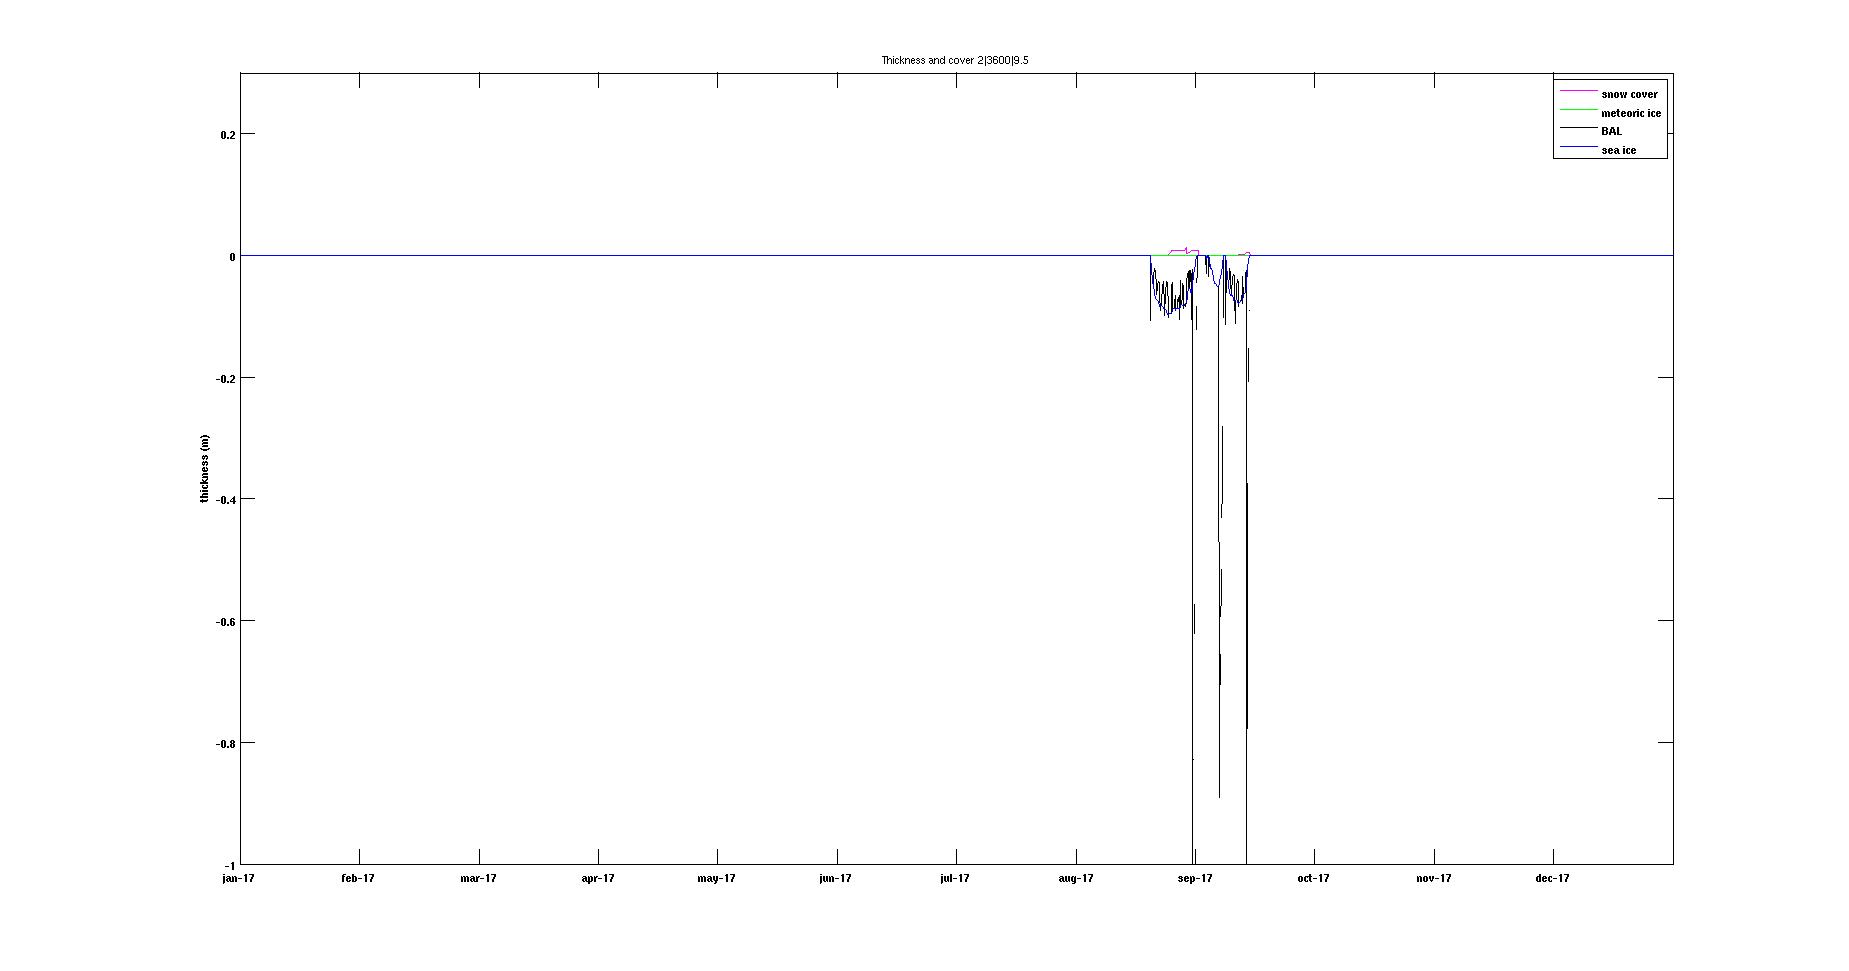 Thickness and cover 2|3600|9.5
snow cover
meteoric ice
BAL
sea ice
0.2
0
-0.2
-0.4
-0.6
-0.8
-1
thickness (m)
jan-17 feb-17 mar-17 apr-17 may-17 jun-17 jul-17 aug-17 sep-17 oct-17 nov-17 dec-17